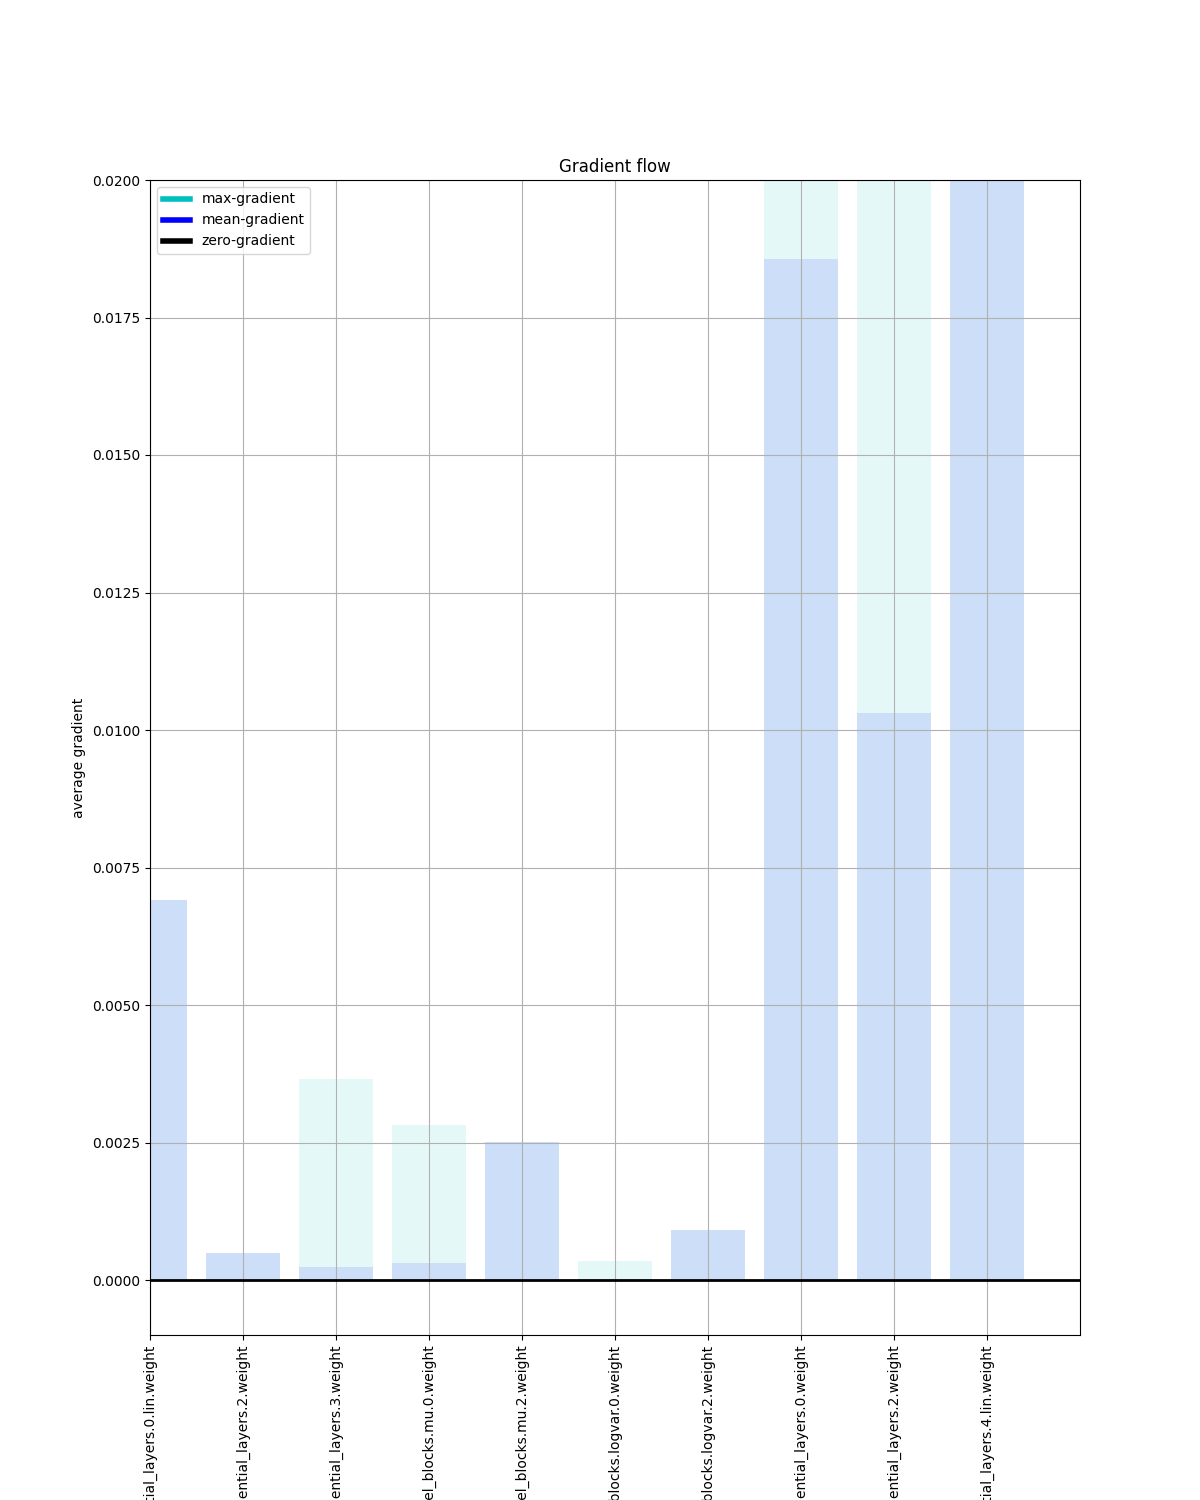 Gradient flow
max-gradient
mean-gradient
zero-gradient
0.0200
0.0175
0.0150
0.0125
0.0100
0.0075
0.0050
0.0025
0.0000
average gradient
tial_layers.0.lin.weight
ential_layers.2.weight
ential_layers.3.weight
el_blocks.mu.0.weight
el_blocks.mu.2.weight
blocks.logvar.0.weight
blocks.logvar.2.weight
ential_layers.0.weight
ential_layers.2.weight
tial_layers.4.lin.weight